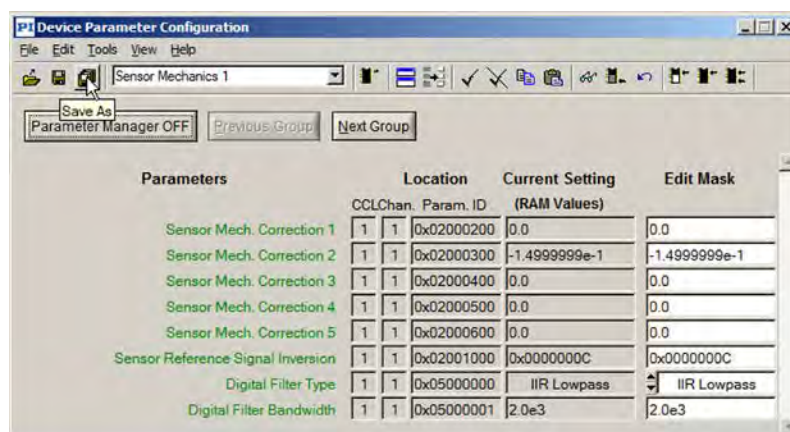 PI Device Parameter Configuration
File Edit Tools View Help
Sensor Mechanics 1
Save As
Parameter Manager OFF Previous Group Next Group
Parameters Location Current Setting Edit Mask
CCL Chan. Param. ID (RAM Values)
Sensor Mech. Correction 1 1 1 0x02000200 0.0 0.0
Sensor Mech. Correction 2 1 1 0x02000300 -1.4999999e-1 -1.4999999e-1
Sensor Mech. Correction 3 1 1 0x02000400 0.0 0.0
Sensor Mech. Correction 4 1 1 0x02000500 0.0 0.0
Sensor Mech. Correction 5 1 1 0x02000600 0.0 0.0
Sensor Reference Signal Inversion 1 1 0x02001000 0x0000000C 0x0000000C
Digital Filter Type 1 1 0x05000000 IIR Lowpass IIR Lowpass
Digital Filter Bandwidth 1 1 0x05000001 2.0e3 2.0e3